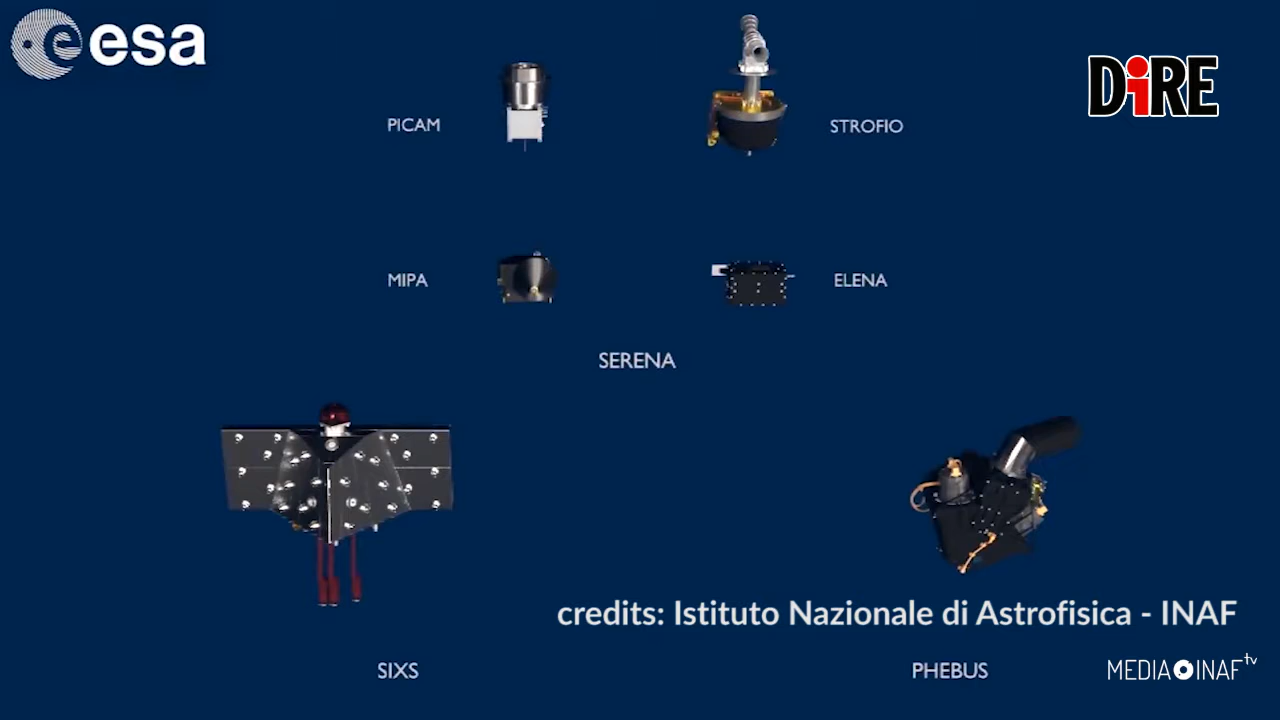 esa
DiRE
PICAM
STROFIO
MIPA
ELENA
SERENA
credits: Istituto Nazionale di Astrofisica - INAF
SIXS
PHEBUS
MEDIA INAF tv